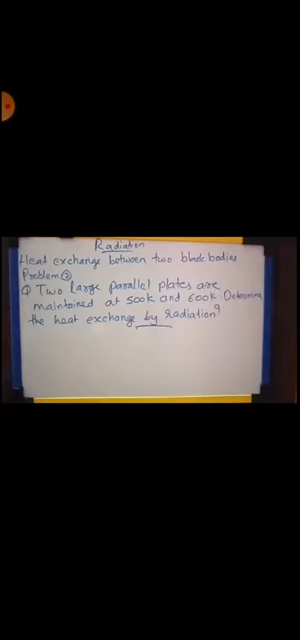 Radiation
Heat exchange between two black bodies
Problem ②
Q Two large parallel plates are
maintained at 500k and 600k Determine
the heat exchange by radiation?